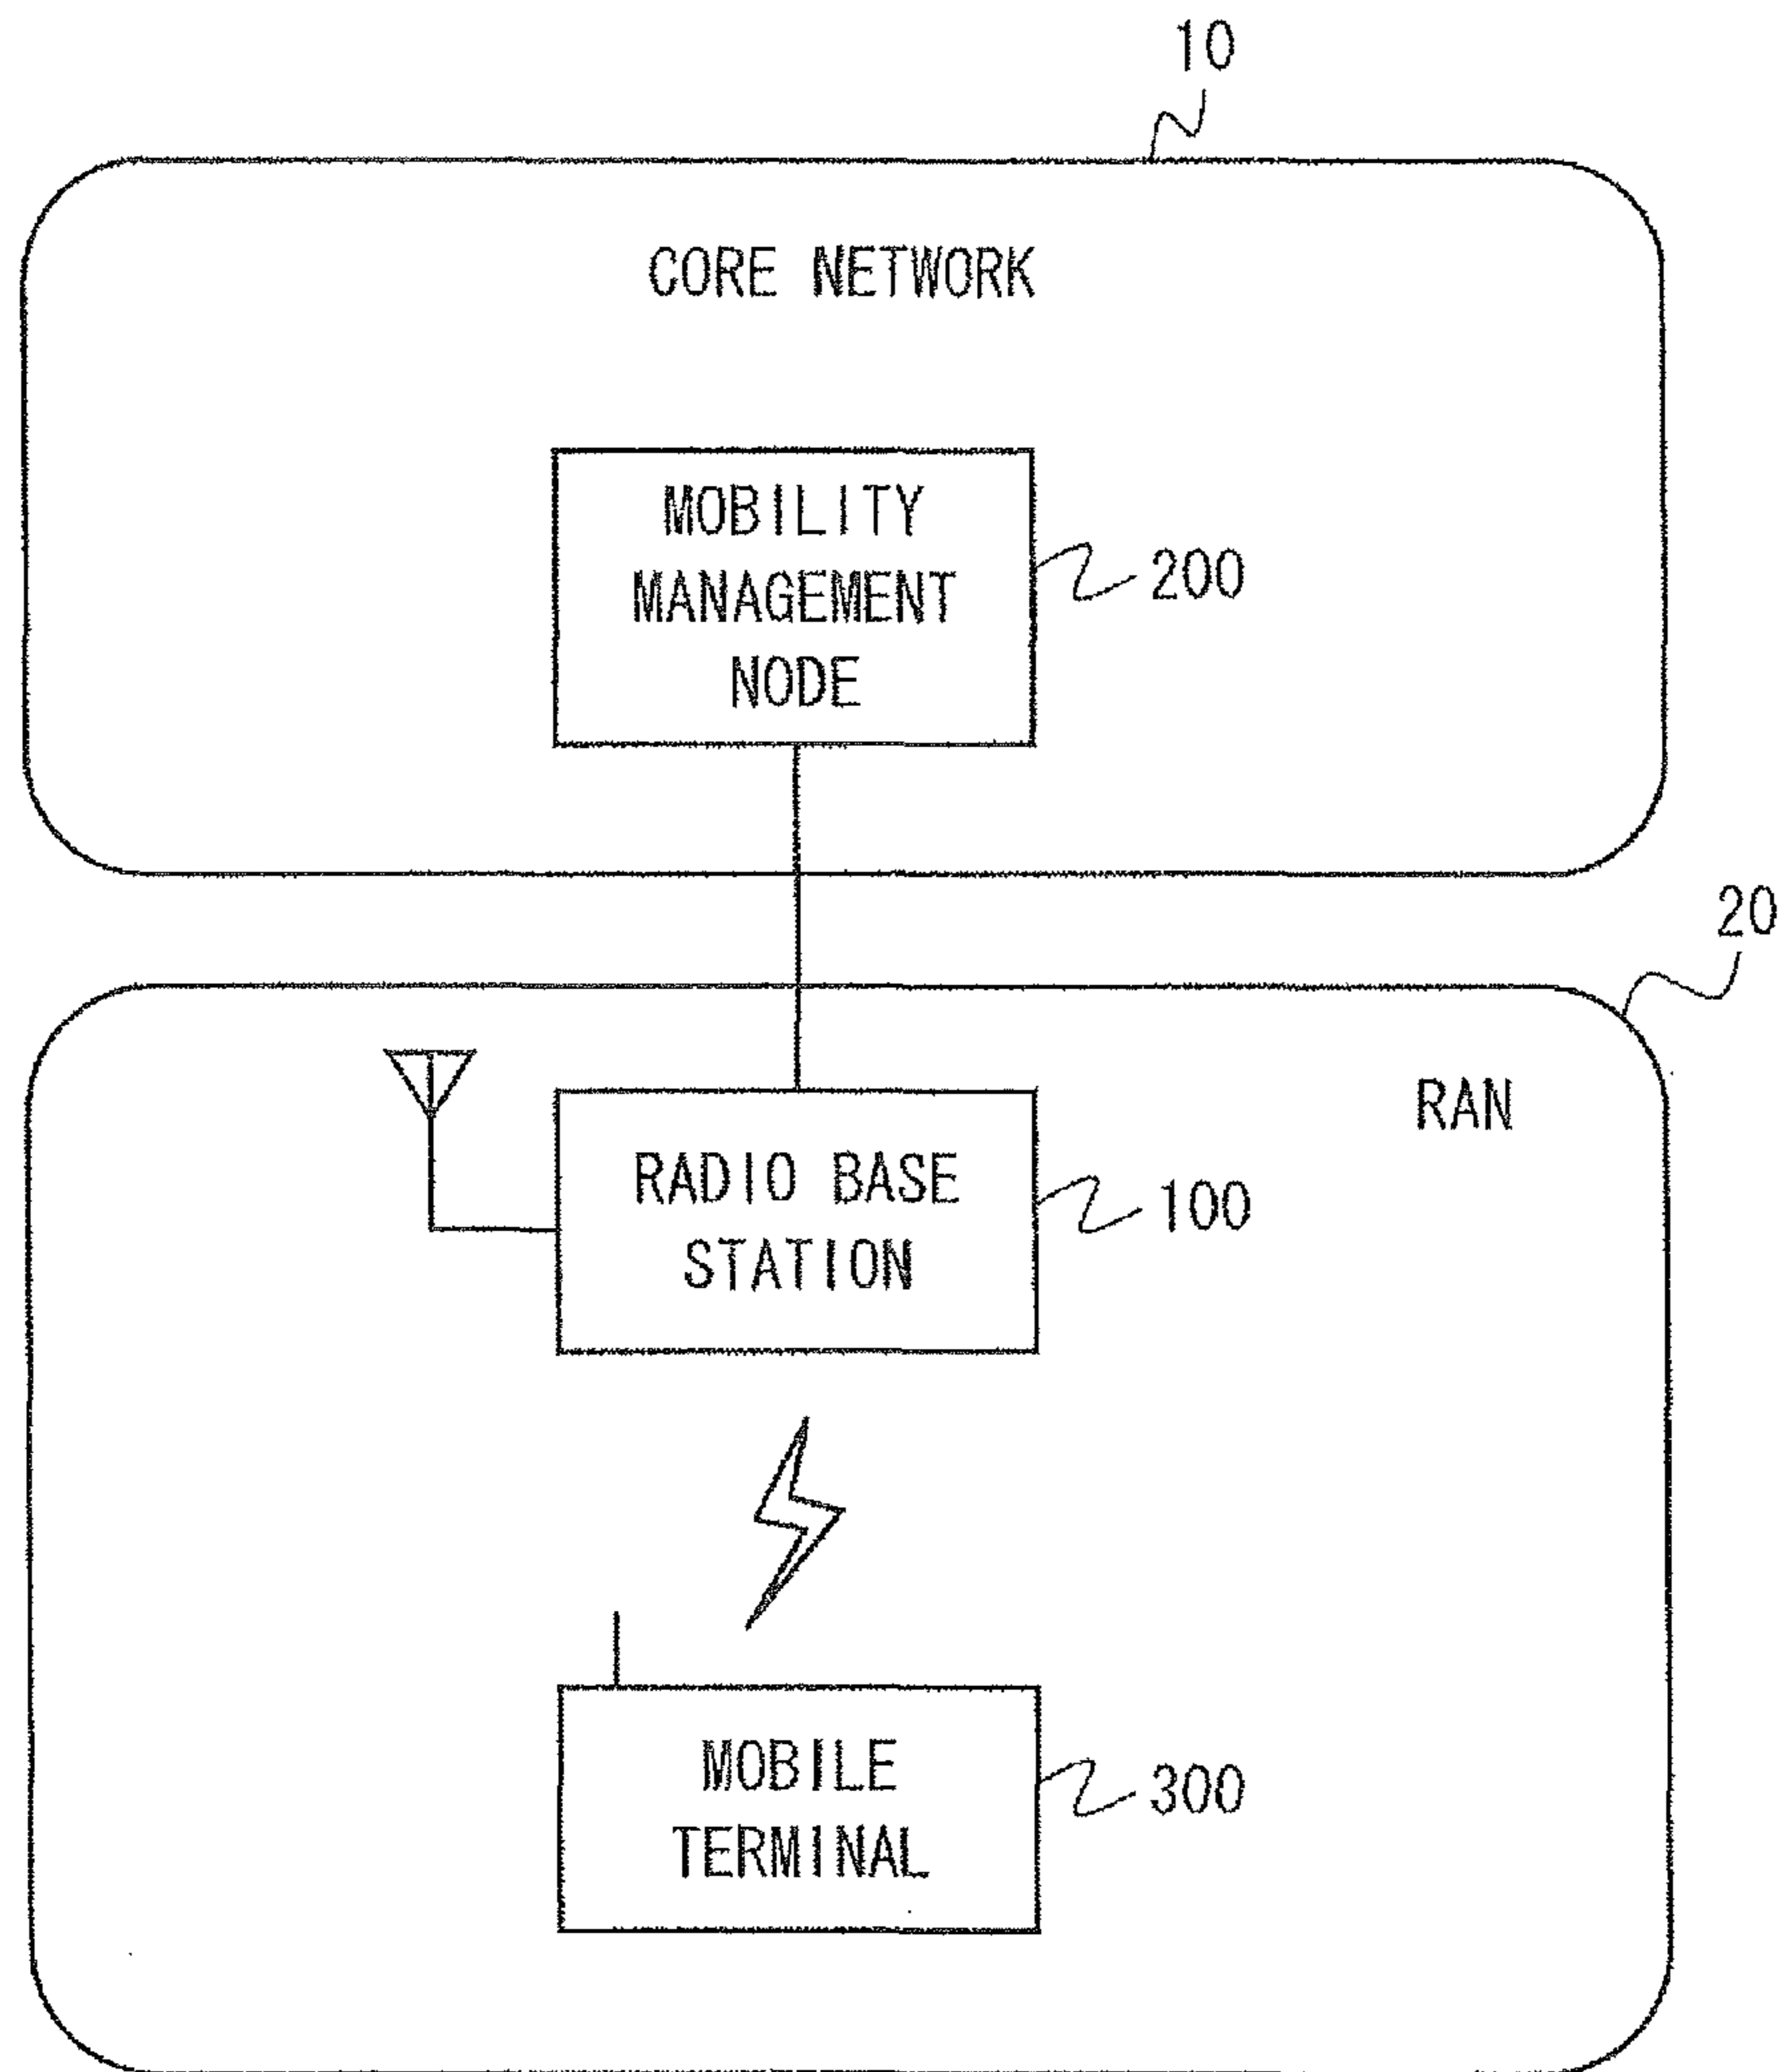 10
CORE NETWORK
MOBILITY
MANAGEMENT
NODE
200
20
RAN
RADIO BASE
STATION
100
MOBILE
TERMINAL
300